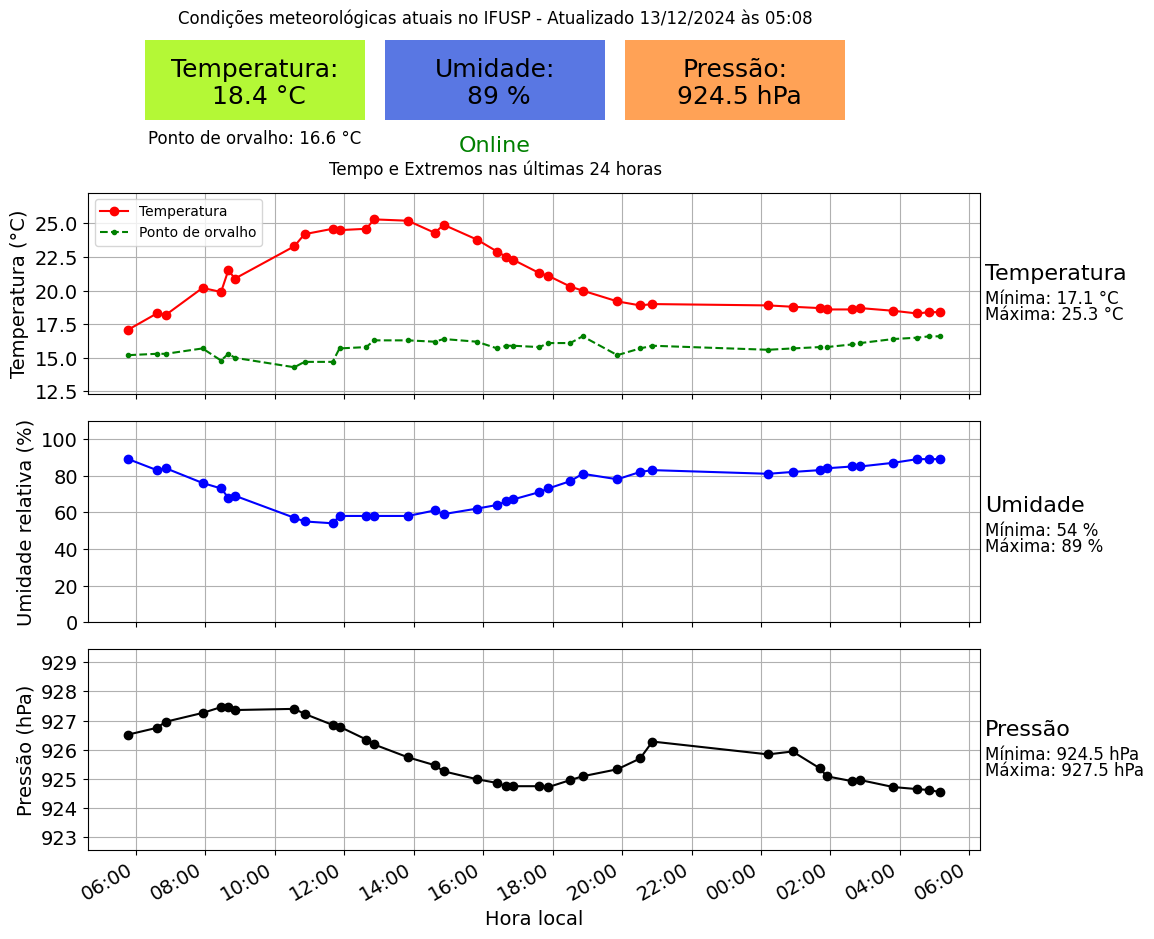 Condições meteorológicas atuais no IFUSP - Atualizado 13/12/2024 às 05:08
Temperatura:
18.4 °C
Umidade:
89 %
Pressão:
924.5 hPa
Ponto de orvalho: 16.6 °C
Online
Tempo e Extremos nas últimas 24 horas
Temperatura (°C)
25.0
22.5
20.0
17.5
15.0
12.5
Temperatura
Ponto de orvalho
Temperatura
Mínima: 17.1 °C
Máxima: 25.3 °C
Umidade relativa (%)
100
80
60
40
20
0
Umidade
Mínima: 54 %
Máxima: 89 %
Pressão (hPa)
929
928
927
926
925
924
923
Pressão
Mínima: 924.5 hPa
Máxima: 927.5 hPa
06:00
08:00
10:00
12:00
14:00
16:00
18:00
20:00
22:00
00:00
02:00
04:00
06:00
Hora local